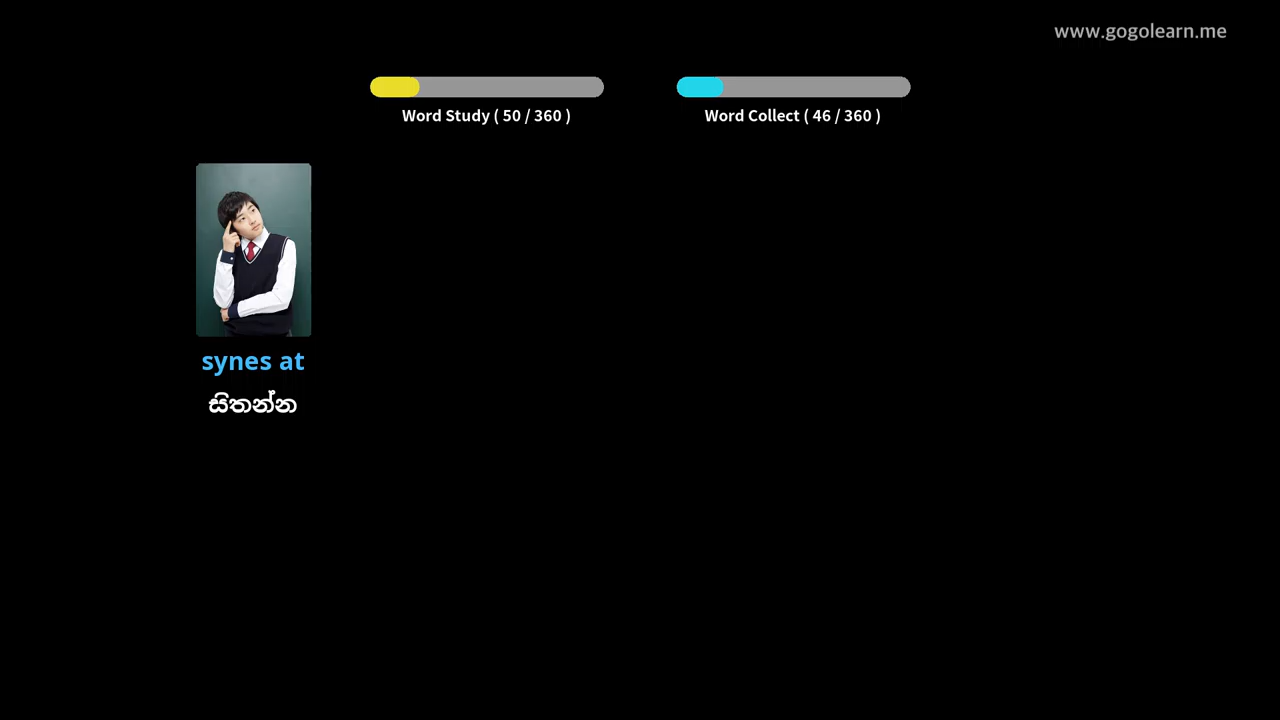 www.gogolearn.me
Word Study ( 50 / 360 )
Word Collect ( 46 / 360 )
synes at
සිතන්න